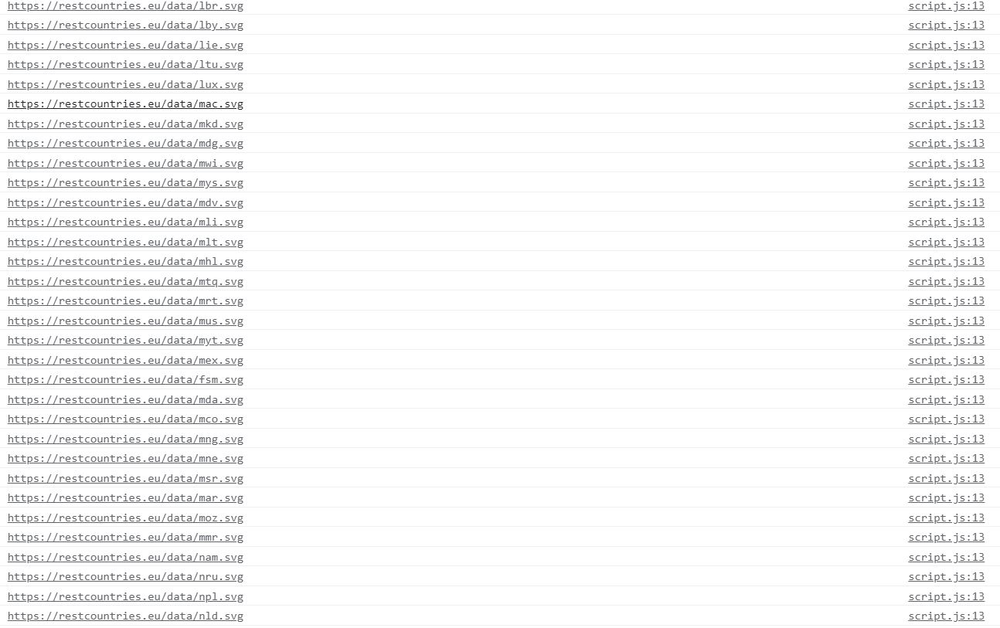 https://restcountries.eu/data/lbr.svg script.js:13
https://restcountries.eu/data/lby.svg script.js:13
https://restcountries.eu/data/lie.svg script.js:13
https://restcountries.eu/data/ltu.svg script.js:13
https://restcountries.eu/data/lux.svg script.js:13
https://restcountries.eu/data/mac.svg script.js:13
https://restcountries.eu/data/mkd.svg script.js:13
https://restcountries.eu/data/mdg.svg script.js:13
https://restcountries.eu/data/mwi.svg script.js:13
https://restcountries.eu/data/mys.svg script.js:13
https://restcountries.eu/data/mdv.svg script.js:13
https://restcountries.eu/data/mli.svg script.js:13
https://restcountries.eu/data/mlt.svg script.js:13
https://restcountries.eu/data/mhl.svg script.js:13
https://restcountries.eu/data/mtq.svg script.js:13
https://restcountries.eu/data/mrt.svg script.js:13
https://restcountries.eu/data/mus.svg script.js:13
https://restcountries.eu/data/myt.svg script.js:13
https://restcountries.eu/data/mex.svg script.js:13
https://restcountries.eu/data/fsm.svg script.js:13
https://restcountries.eu/data/mda.svg script.js:13
https://restcountries.eu/data/mco.svg script.js:13
https://restcountries.eu/data/mng.svg script.js:13
https://restcountries.eu/data/mne.svg script.js:13
https://restcountries.eu/data/msr.svg script.js:13
https://restcountries.eu/data/mar.svg script.js:13
https://restcountries.eu/data/moz.svg script.js:13
https://restcountries.eu/data/mmr.svg script.js:13
https://restcountries.eu/data/nam.svg script.js:13
https://restcountries.eu/data/nru.svg script.js:13
https://restcountries.eu/data/npl.svg script.js:13
https://restcountries.eu/data/nld.svg script.js:13